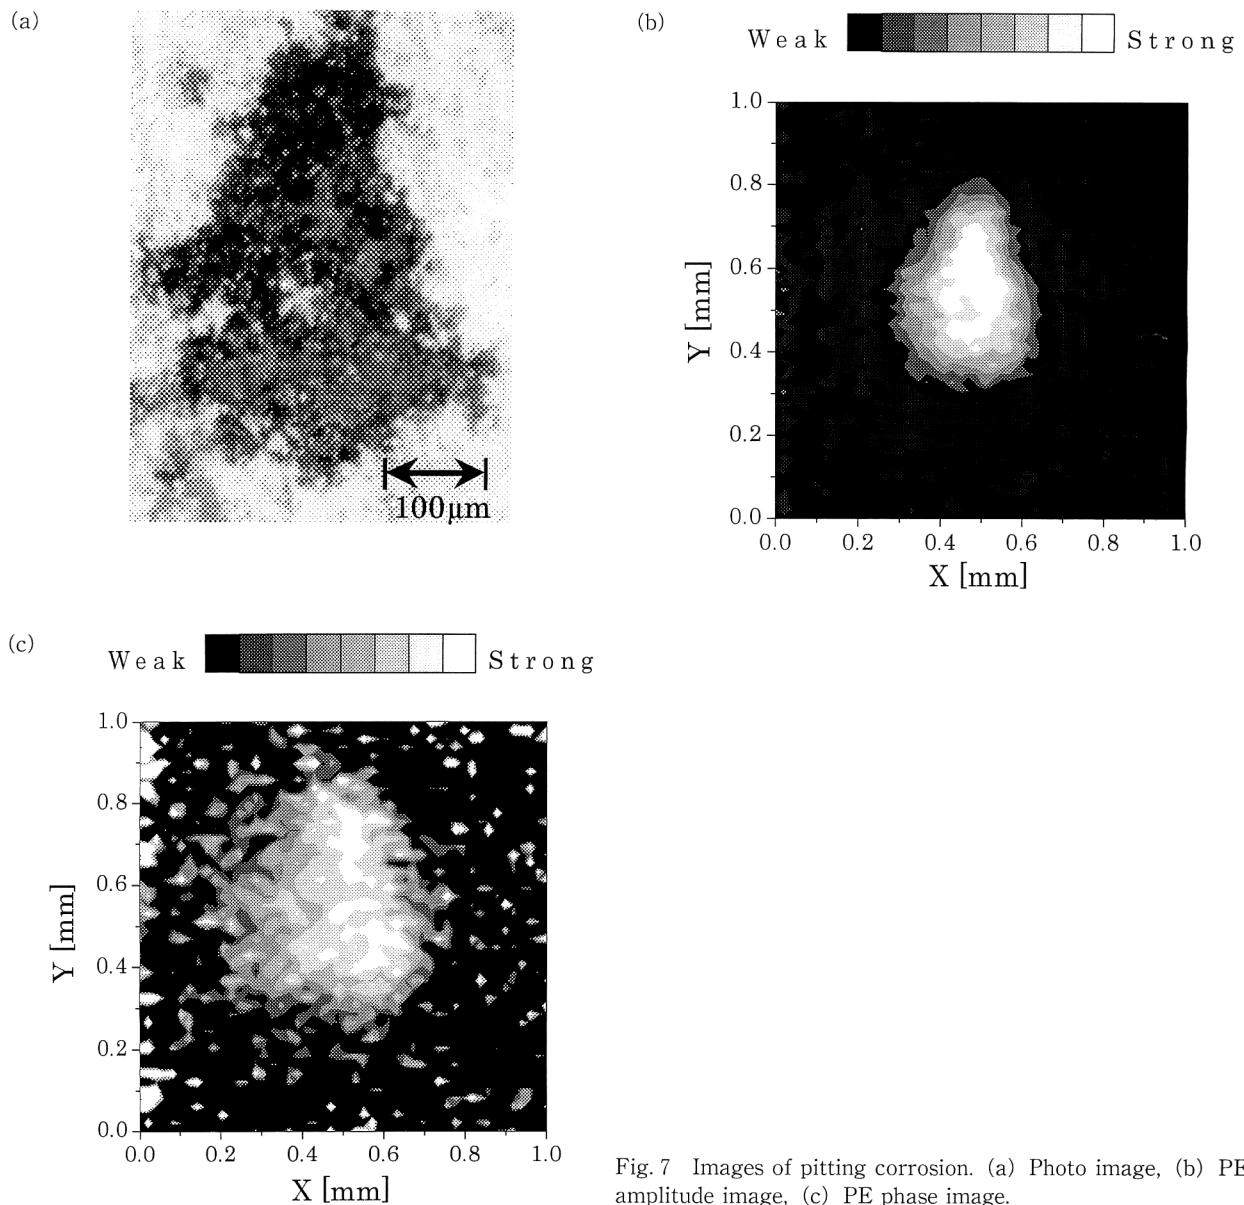 (a)
100μm
(b)
Weak
Strong
1.0
0.8
0.6
0.4
0.2
0.0
Y [mm]
0.0 0.2 0.4 0.6 0.8 1.0
X [mm]
(c)
Weak
Strong
1.0
0.8
0.6
0.4
0.2
0.0
Y [mm]
0.0 0.2 0.4 0.6 0.8 1.0
X [mm]
Fig. 7 Images of pitting corrosion. (a) Photo image, (b) PE
amplitude image, (c) PE phase image.